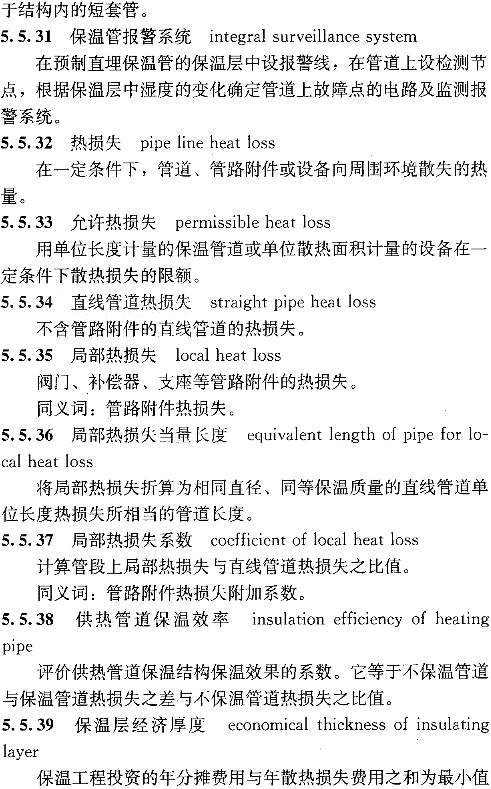 于结构内的短套管。
5.5.31 保温管报警系统 integral surveillance system
在预制直埋保温管的保温层中设报警线，在管道上设检测节
点，根据保温层中湿度的变化确定管道上故障点的电路及监测报
警系统。
5.5.32 热损失 pipe line heat loss
在一定条件下，管道、管路附件或设备向周围环境散失的热
量。
5.5.33 允许热损失 permissible heat loss
用单位长度计量的保温管道或单位散热面积计量的设备在一
定条件下散热损失的限额。
5.5.34 直线管道热损失 straight pipe heat loss
不含管路附件的直线管道的热损失。
5.5.35 局部热损失 local heat loss
阀门、补偿器、支座等管路附件的热损失。
同义词：管路附件热损失。
5.5.36 局部热损失当量长度 equivalent length of pipe for lo-
cal heat loss
将局部热损失折算为相同直径、同等保温质量的直线管道单
位长度热损失所相当的管道长度。
5.5.37 局部热损失系数 coefficient of local heat loss
计算管段上局部热损失与直线管道热损失之比值。
同义词：管路附件热损失附加系数。
5.5.38 供热管道保温效率 insulation efficiency of heating
pipe
评价供热管道保温结构保温效果的系数。它等于不保温管道
与保温管道热损失之差与不保温管道热损失之比值。
5.5.39 保温层经济厚度 economical thickness of insulating
layer
保温工程投资的年分摊费用与年散热损失费用之和为最小值